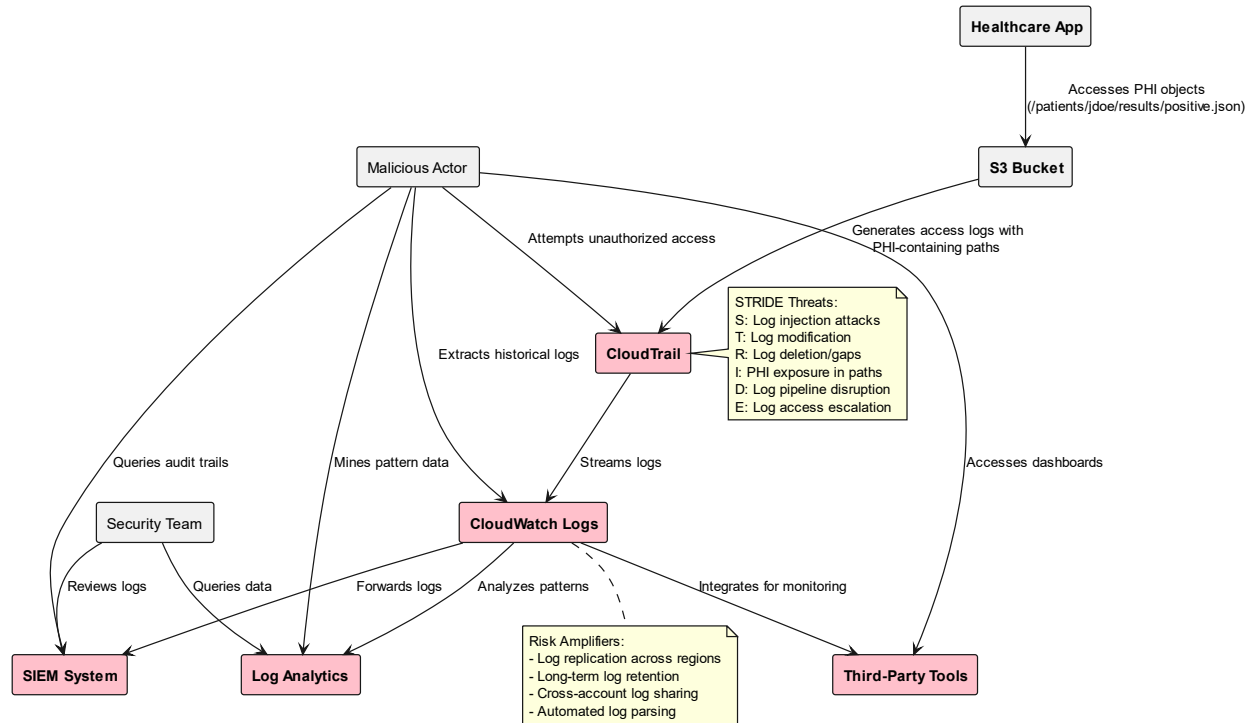 Healthcare App
Accesses PHI objects
(/patients/jdoe/results/positive.json)
Malicious Actor
S3 Bucket
Attempts unauthorized access
Generates access logs with
PHI-containing paths
STRIDE Threats:
S: Log injection attacks
T: Log modification
R: Log deletion/gaps
I: PHI exposure in paths
D: Log pipeline disruption
E: Log access escalation
CloudTrail
Extracts historical logs
Queries audit trails
Mines pattern data
Streams logs
Accesses dashboards
Security Team
CloudWatch Logs
Reviews logs
Queries data
Forwards logs
Analyzes patterns
Integrates for monitoring
Risk Amplifiers:
- Log replication across regions
- Long-term log retention
- Cross-account log sharing
- Automated log parsing
SIEM System
Log Analytics
Third-Party Tools